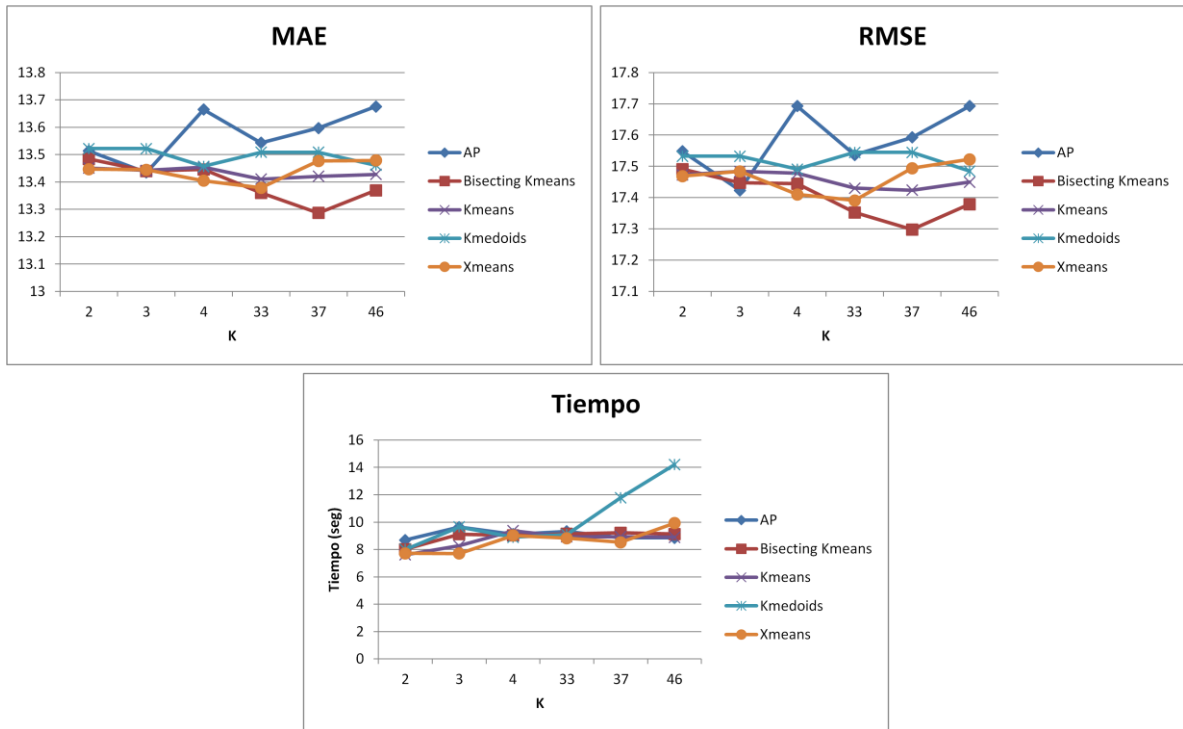 MAE
13.8
13.7
13.6
13.5
13.4
13.3
13.2
13.1
13
2 3 4 33 37 46
K
AP
Bisecting Kmeans
Kmeans
Kmedoids
Xmeans
RMSE
17.8
17.7
17.6
17.5
17.4
17.3
17.2
17.1
2 3 4 33 37 46
K
AP
Bisecting Kmeans
Kmeans
Kmedoids
Xmeans
Tiempo
Tiempo (seg)
16
14
12
10
8
6
4
2
0
2 3 4 33 37 46
K
AP
Bisecting Kmeans
Kmeans
Kmedoids
Xmeans